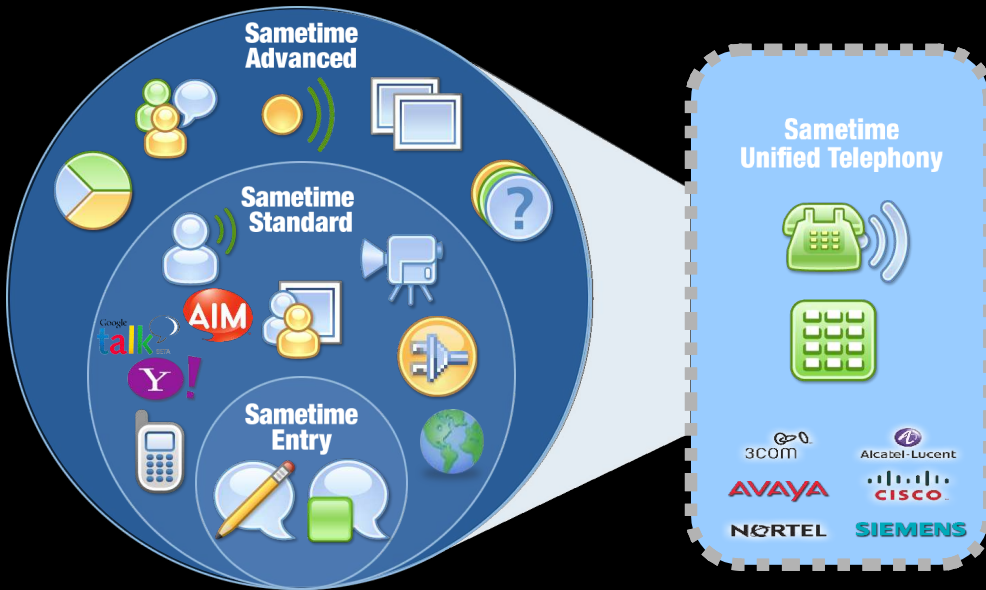 Sametime
Advanced
?
Sametime
Standard
Google
talk
AIM
Y!
Sametime
Entry
Sametime
Unified Telephony
3COM
Alcatel-Lucent
AVAYA
CISCO
NORTEL
SIEMENS